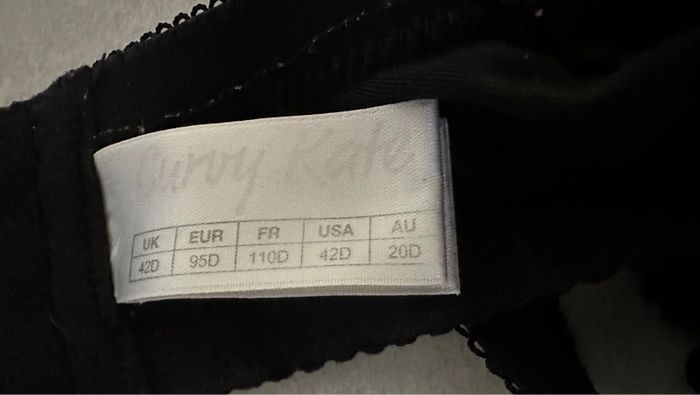 Curvy Kate
UK EUR FR USA AU
42D 95D 110D 42D 20D